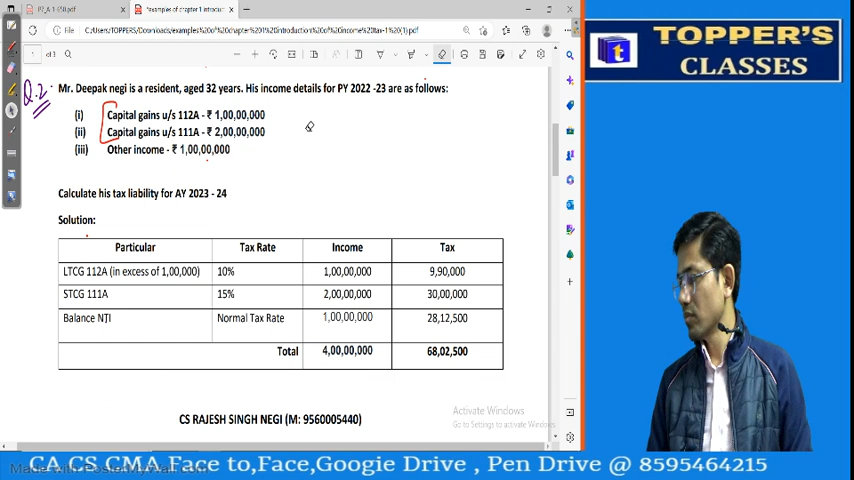 P2_A-1-350.pdf
*examples of chapter 1 introduct
File
C:/Users/TOPPERS/Downloads/examples%20of%20chapter%201%20introduction%20of%20income%20tax-1%20(1).pdf
of 3
TOPPER'S
CLASSES
Q.2.
Mr. Deepak negi is a resident, aged 32 years. His income details for PY 2022 -23 are as follows:
(i) Capital gains u/s 112A - ₹ 1,00,00,000
(ii) Capital gains u/s 111A - ₹ 2,00,00,000
(iii) Other income - ₹ 1,00,00,000
Calculate his tax liability for AY 2023 - 24
Solution:
Particular Tax Rate Income Tax
LTCG 112A (in excess of 1,00,000) 10% 1,00,00,000 9,90,000
STCG 111A 15% 2,00,00,000 30,00,000
Balance NTI Normal Tax Rate 1,00,00,000 28,12,500
Total 4,00,00,000 68,02,500
CS RAJESH SINGH NEGI (M: 9560005440)
Activate Windows
Go to Settings to activate Windows.
CA CS CMA Face to,Face,Google Drive , Pen Drive @ 8595464215
Made with PosterMyWall.com